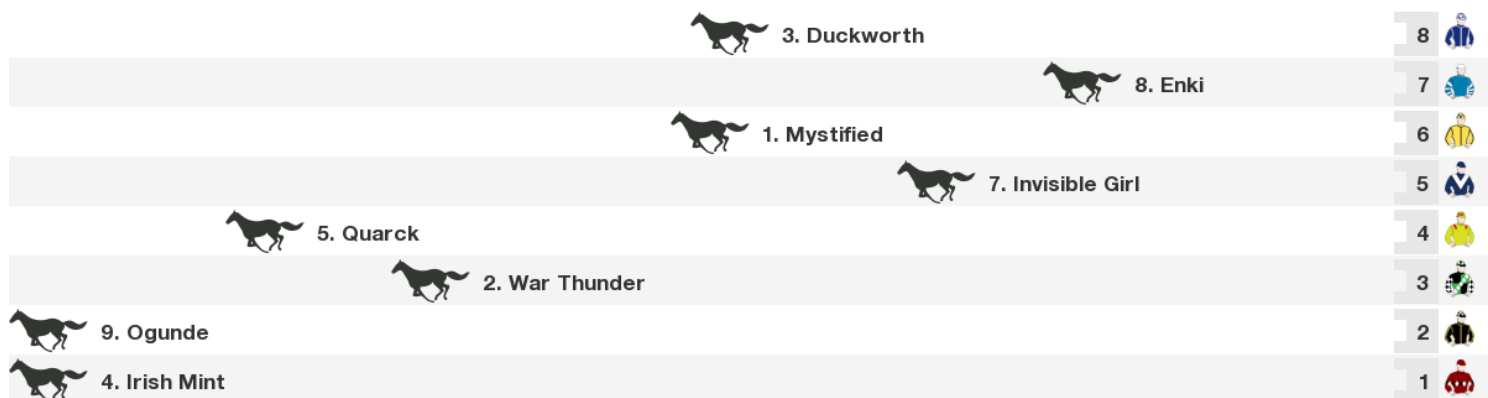 3. Duckworth 8
8. Enki 7
1. Mystified 6
7. Invisible Girl 5
5. Quarck 4
2. War Thunder 3
9. Ogunde 2
4. Irish Mint 1